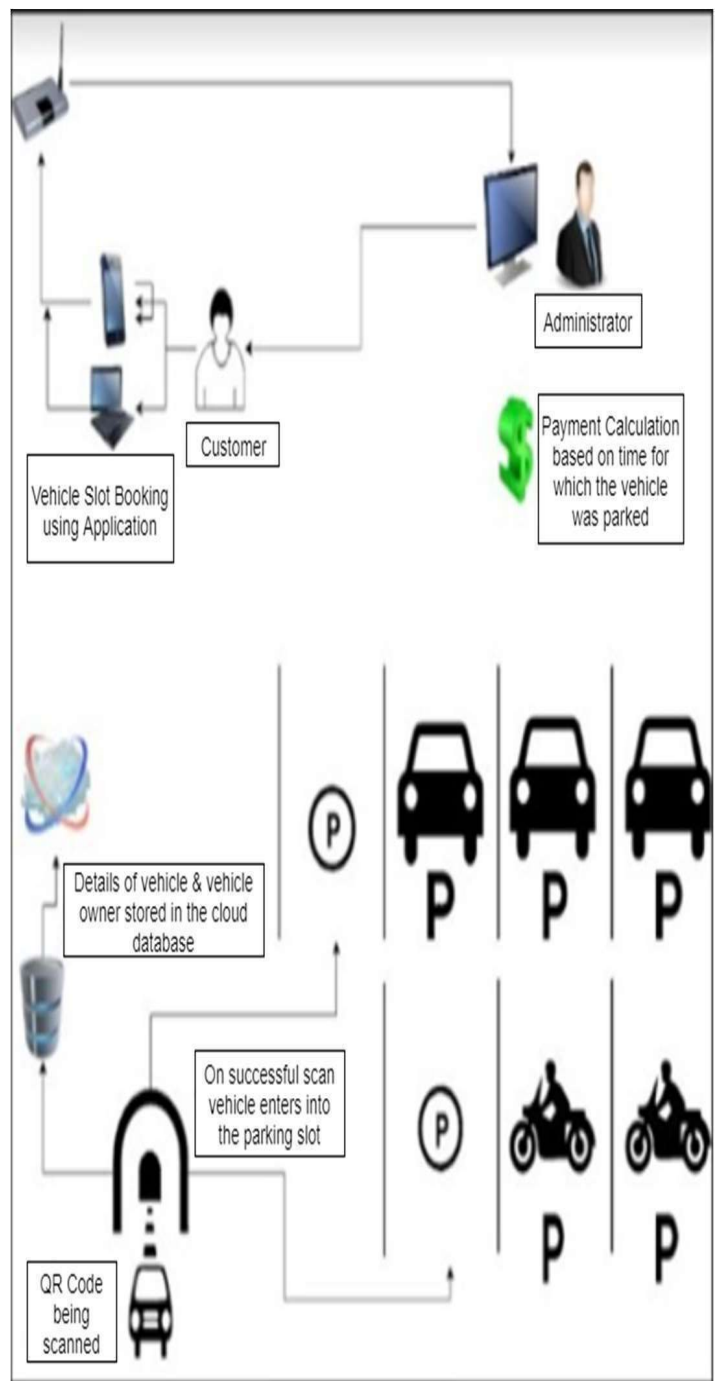 Administrator
Customer
Payment Calculation
based on time for
which the vehicle
was parked
Vehicle Slot Booking
using Application
Details of vehicle & vehicle
owner stored in the cloud
database
P
P
P
P
On successful scan
vehicle enters into
the parking slot
P
P
P
QR Code
being
scanned